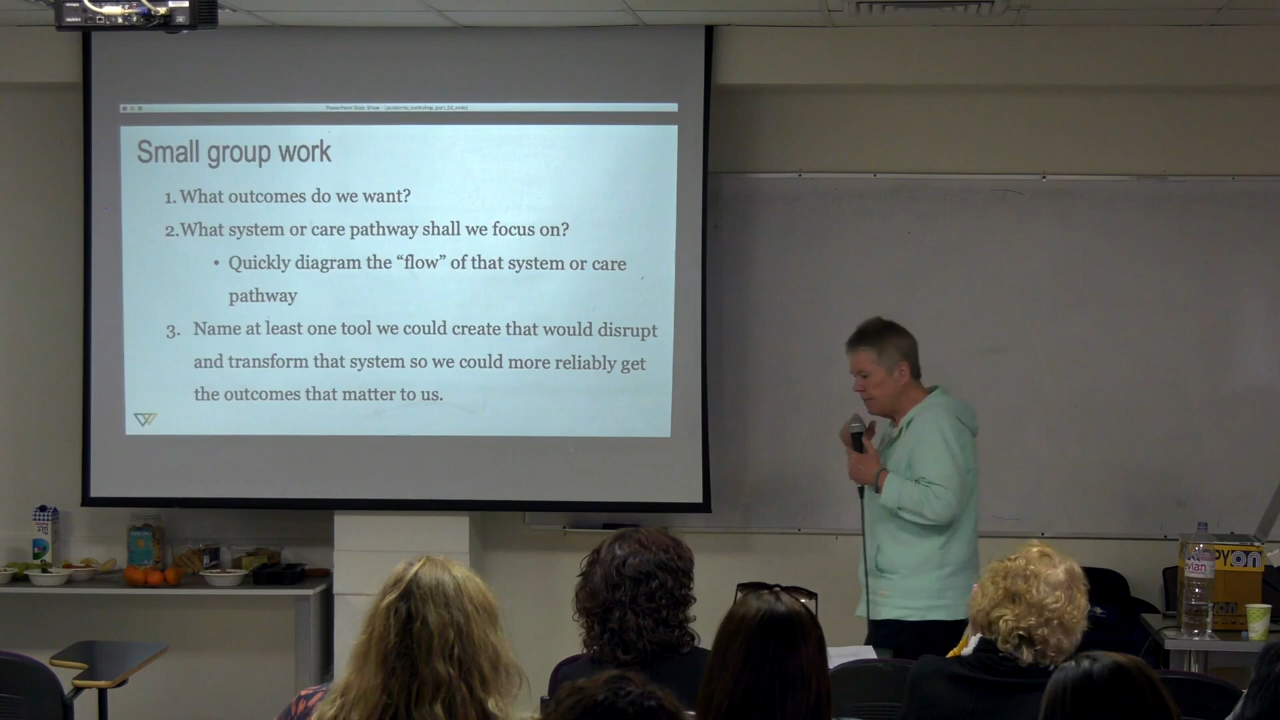 Small group work
1. What outcomes do we want?
2.What system or care pathway shall we focus on?
• Quickly diagram the “flow” of that system or care
pathway
3. Name at least one tool we could create that would disrupt
and transform that system so we could more reliably get
the outcomes that matter to us.